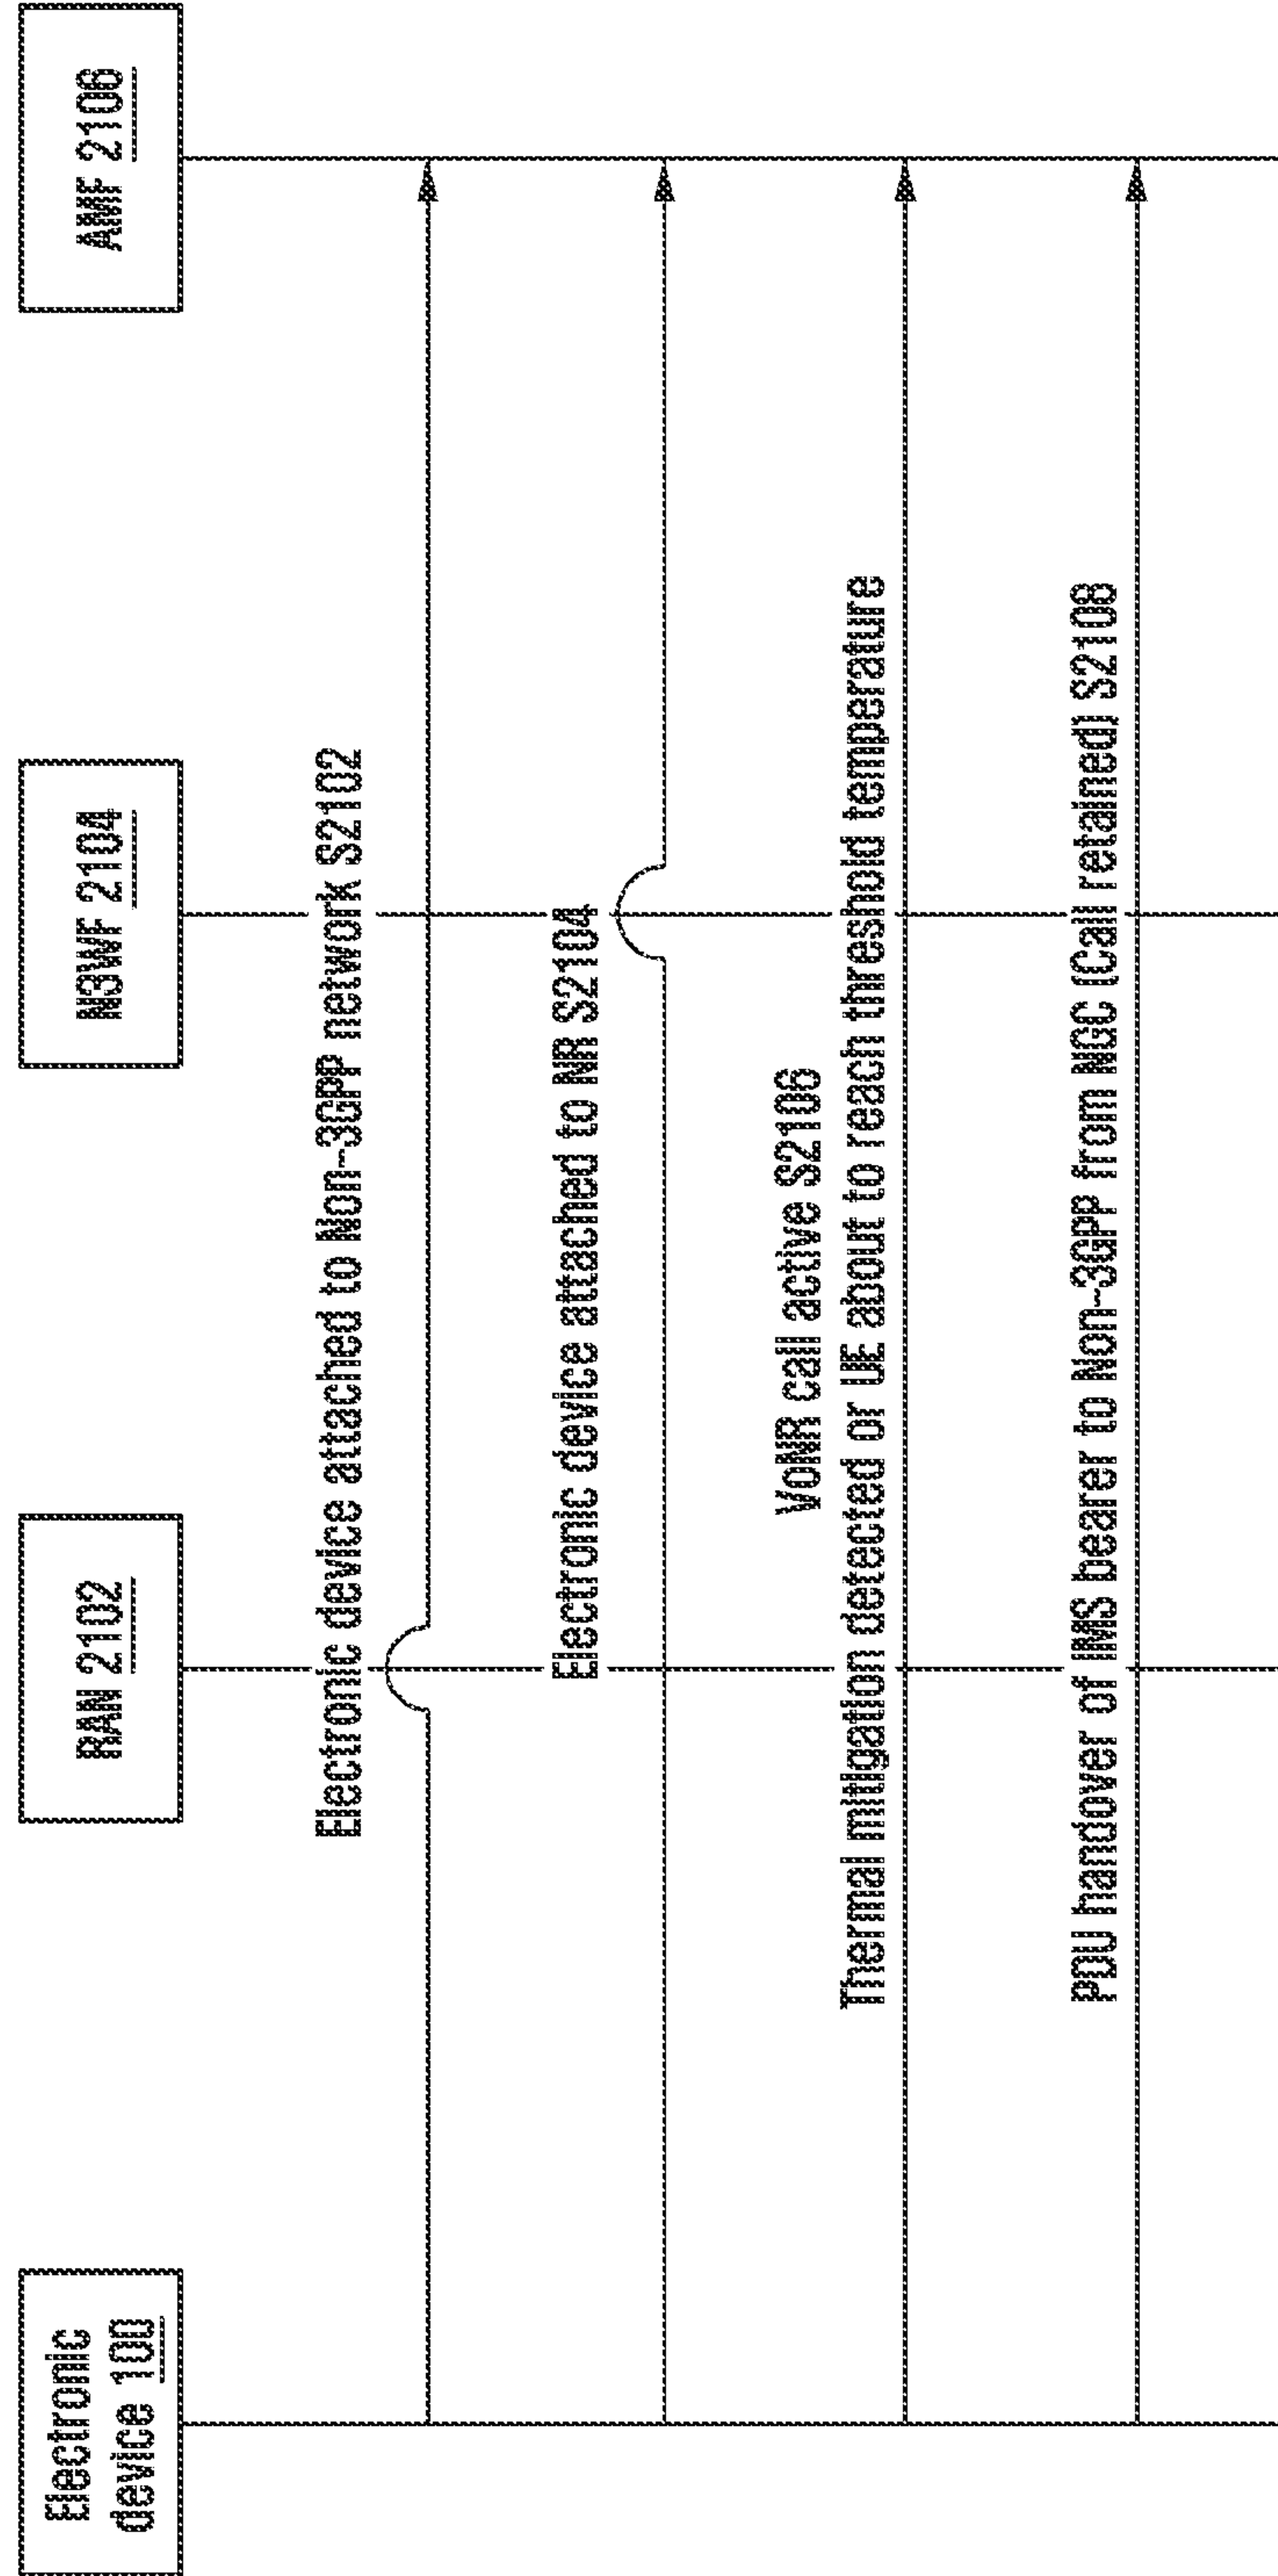 Electronic
device 100
RAN 2102
N3WF 2104
AMF 2106
Electronic device attached to Non-3GPP network S2102
Electronic device attached to NR S2104
VoNR call active S2106
Thermal mitigation detected or UE about to reach threshold temperature
PDU handover of IMS bearer to Non-3GPP from NGC (Call retained) S2108